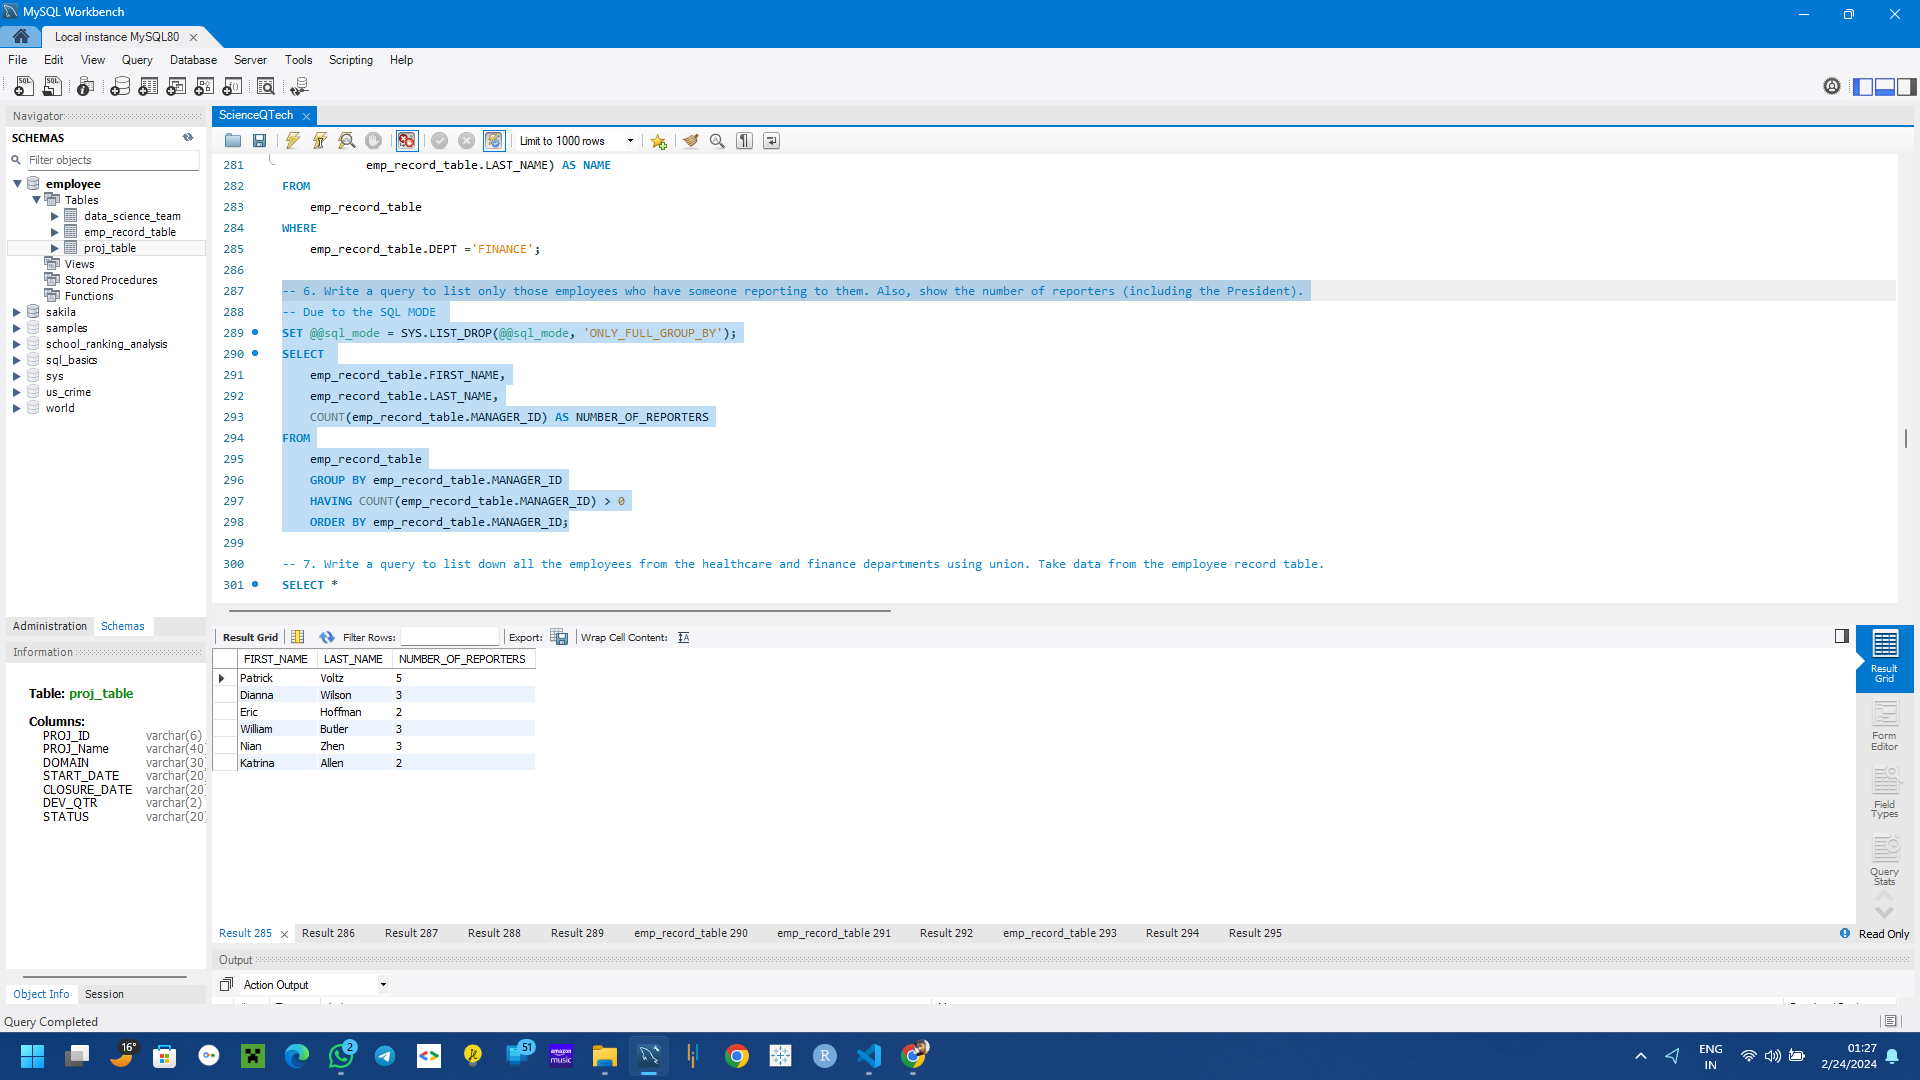 MySQL Workbench
Local instance MySQL80
File Edit View Query Database Server Tools Scripting Help
Navigator
SCHEMAS
Filter objects
employee
Tables
data_science_team
emp_record_table
proj_table
Views
Stored Procedures
Functions
sakila
samples
school_ranking_analysis
sql_basics
sys
us_crime
world
Administration Schemas
Information
Table: proj_table
Columns:
PROJ_ID varchar(6)
PROJ_Name varchar(40
DOMAIN varchar(30
START_DATE varchar(20
CLOSURE_DATE varchar(20
DEV_QTR varchar(2)
STATUS varchar(20
Object Info Session
ScienceQTech
Limit to 1000 rows
281 emp_record_table.LAST_NAME) AS NAME
282 FROM
283 emp_record_table
284 WHERE
285 emp_record_table.DEPT ='FINANCE';
286
287 -- 6. Write a query to list only those employees who have someone reporting to them. Also, show the number of reporters (including the President).
288 -- Due to the SQL MODE
289 SET @@sql_mode = SYS.LIST_DROP(@@sql_mode, 'ONLY_FULL_GROUP_BY');
290 SELECT
291 emp_record_table.FIRST_NAME,
292 emp_record_table.LAST_NAME,
293 COUNT(emp_record_table.MANAGER_ID) AS NUMBER_OF_REPORTERS
294 FROM
295 emp_record_table
296 GROUP BY emp_record_table.MANAGER_ID
297 HAVING COUNT(emp_record_table.MANAGER_ID) > 0
298 ORDER BY emp_record_table.MANAGER_ID;
299
300 -- 7. Write a query to list down all the employees from the healthcare and finance departments using union. Take data from the employee record table.
301 SELECT *
Result Grid Filter Rows: Export: Wrap Cell Content:
FIRST_NAME LAST_NAME NUMBER_OF_REPORTERS
Patrick Voltz 5
Dianna Wilson 3
Eric Hoffman 2
William Butler 3
Nian Zhen 3
Katrina Allen 2
Result Grid
Form Editor
Field Types
Query Stats
Result 285 Result 286 Result 287 Result 288 Result 289 emp_record_table 290 emp_record_table 291 Result 292 emp_record_table 293 Result 294 Result 295
Read Only
Output
Action Output
Query Completed
16°
2
51
amazon music
R
ENG
IN
01:27
2/24/2024